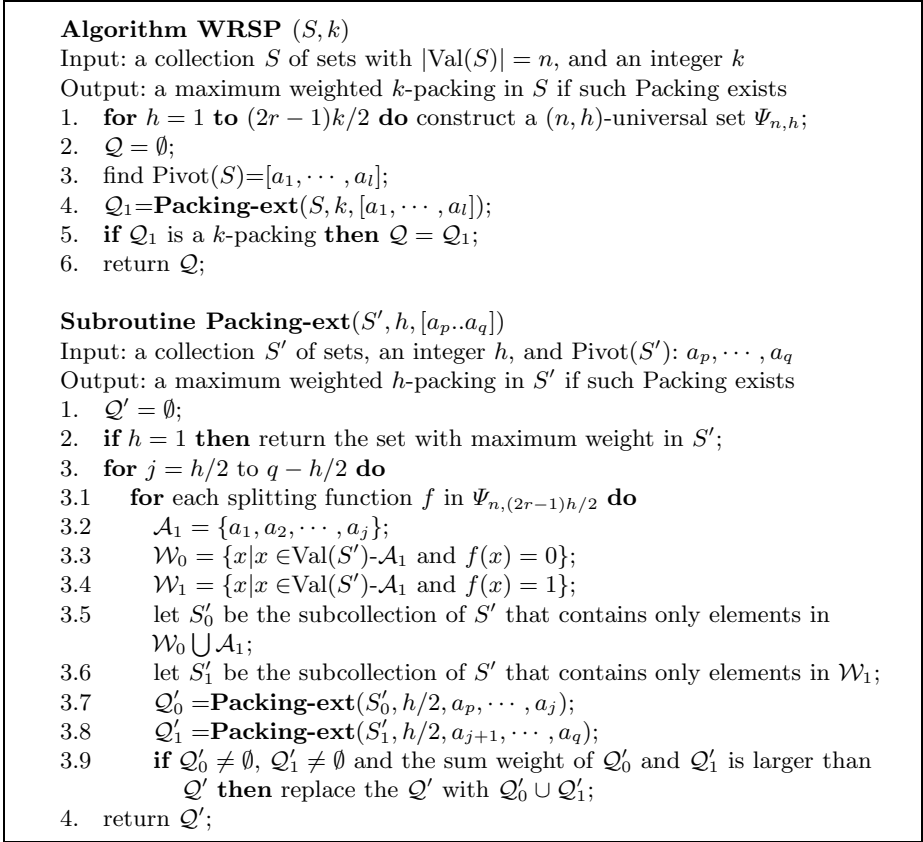 Algorithm WRSP (S, k)
Input: a collection S of sets with |Val(S)| = n, and an integer k
Output: a maximum weighted k-packing in S if such Packing exists
1. for h = 1 to (2r − 1)k/2 do construct a (n, h)-universal set Ψn,h;
2. Q = ∅;
3. find Pivot(S)=[a1, · · · , al];
4. Q1=Packing-ext(S, k, [a1, · · · , al]);
5. if Q1 is a k-packing then Q = Q1;
6. return Q;
Subroutine Packing-ext(S′, h, [ap..aq])
Input: a collection S′ of sets, an integer h, and Pivot(S′): ap, · · · , aq
Output: a maximum weighted h-packing in S′ if such Packing exists
1. Q′ = ∅;
2. if h = 1 then return the set with maximum weight in S′;
3. for j = h/2 to q − h/2 do
3.1 for each splitting function f in Ψn,(2r−1)h/2 do
3.2 A1 = {a1, a2, · · · , aj};
3.3 W0 = {x|x ∈Val(S′)-A1 and f(x) = 0};
3.4 W1 = {x|x ∈Val(S′)-A1 and f(x) = 1};
3.5 let S′0 be the subcollection of S′ that contains only elements in
W0 ⋃ A1;
3.6 let S′1 be the subcollection of S′ that contains only elements in W1;
3.7 Q′0 =Packing-ext(S′0, h/2, ap, · · · , aj);
3.8 Q′1 =Packing-ext(S′1, h/2, aj+1, · · · , aq);
3.9 if Q′0 ≠ ∅, Q′1 ≠ ∅ and the sum weight of Q′0 and Q′1 is larger than
Q′ then replace the Q′ with Q′0 ∪ Q′1;
4. return Q′;